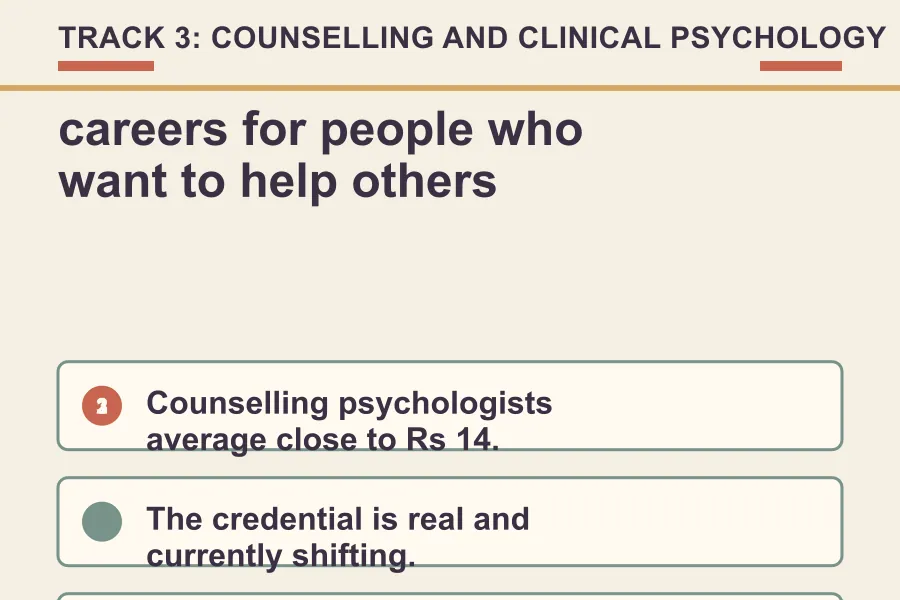 TRACK 3: COUNSELLING AND CLINICAL PSYCHOLOGY
careers for people who
want to help others
Counselling psychologists
average close to Rs 14.
The credential is real and
currently shifting.